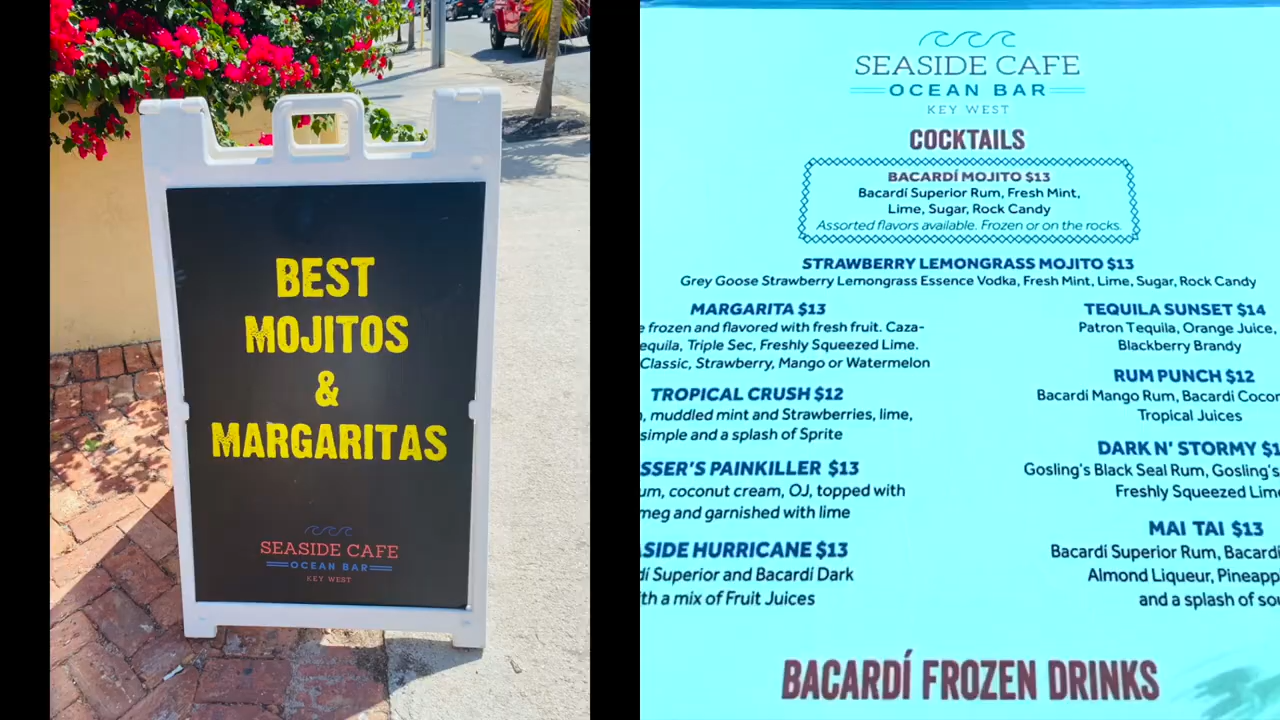 BEST
MOJITOS
&
MARGARITAS
SEASIDE CAFE
OCEAN BAR
KEY WEST
SEASIDE CAFE
OCEAN BAR
KEY WEST
COCKTAILS
BACARDÍ MOJITO $13
Bacardí Superior Rum, Fresh Mint,
Lime, Sugar, Rock Candy
Assorted flavors available. Frozen or on the rocks.
STRAWBERRY LEMONGRASS MOJITO $13
Grey Goose Strawberry Lemongrass Essence Vodka, Fresh Mint, Lime, Sugar, Rock Candy
MARGARITA $13
frozen and flavored with fresh fruit. Caza-
equila, Triple Sec, Freshly Squeezed Lime.
Classic, Strawberry, Mango or Watermelon
TROPICAL CRUSH $12
, muddled mint and Strawberries, lime,
simple and a splash of Sprite
SSER'S PAINKILLER $13
um, coconut cream, OJ, topped with
meg and garnished with lime
SIDE HURRICANE $13
dí Superior and Bacardí Dark
th a mix of Fruit Juices
TEQUILA SUNSET $14
Patron Tequila, Orange Juice,
Blackberry Brandy
RUM PUNCH $12
Bacardi Mango Rum, Bacardi Cocon
Tropical Juices
DARK N' STORMY $1
Gosling's Black Seal Rum, Gosling's
Freshly Squeezed Lime
MAI TAI $13
Bacardi Superior Rum, Bacardi
Almond Liqueur, Pineapp
and a splash of sou
BACARDÍ FROZEN DRINKS